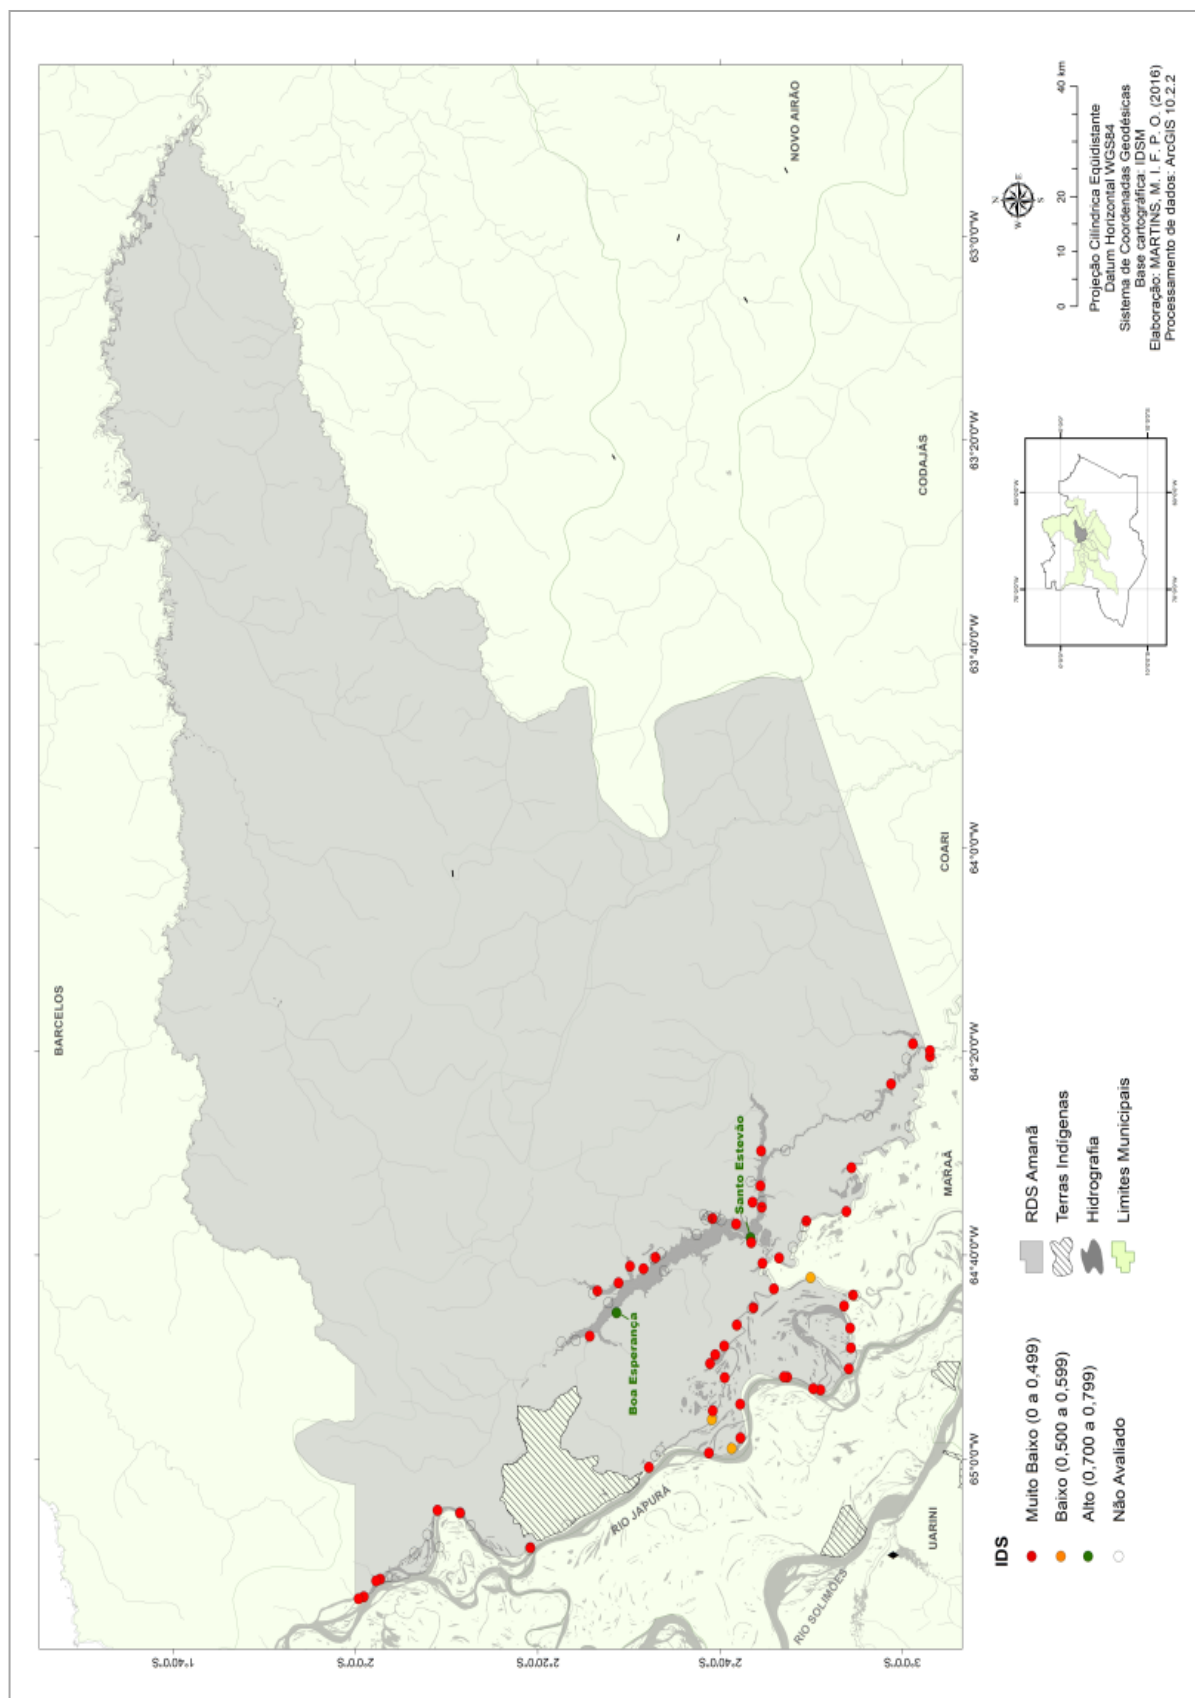 BARCELOS
NOVO AIRÃO
CODAJÁS
COARI
MARAÃ
UARINI
RIO JAPURÁ
RIO SOLIMÕES
Boa Esperança
Santo Estevão
65°0'0"W
64°40'0"W
64°20'0"W
64°0'0"W
63°40'0"W
63°20'0"W
63°0'0"W
1°40'0"S
2°0'0"S
2°20'0"S
2°40'0"S
3°0'0"S
IDS
Muito Baixo (0 a 0,499)
Baixo (0,500 a 0,599)
Alto (0,700 a 0,799)
Não Avaliado
RDS Amanã
Terras Indígenas
Hidrografia
Limites Municipais
N
E
S
W
0 10 20 40 km
Projeção Cilíndrica Eqüidistante
Datum Horizontal WGS84
Sistema de Coordenadas Geodésicas
Base cartográfica: IDSM
Elaboração: MARTINS, M. I. F. P. O. (2016)
Processamento de dados: ArcGIS 10.2.2